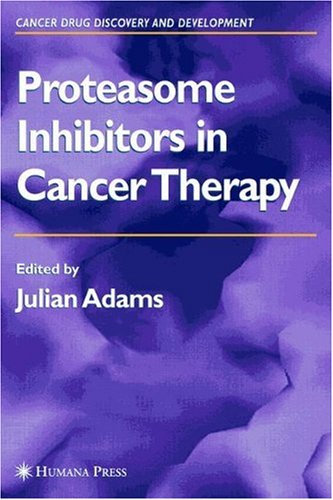 CANCER DRUG DISCOVERY AND DEVELOPMENT
Proteasome
Inhibitors in
Cancer Therapy
Edited by
Julian Adams
HUMANA PRESS